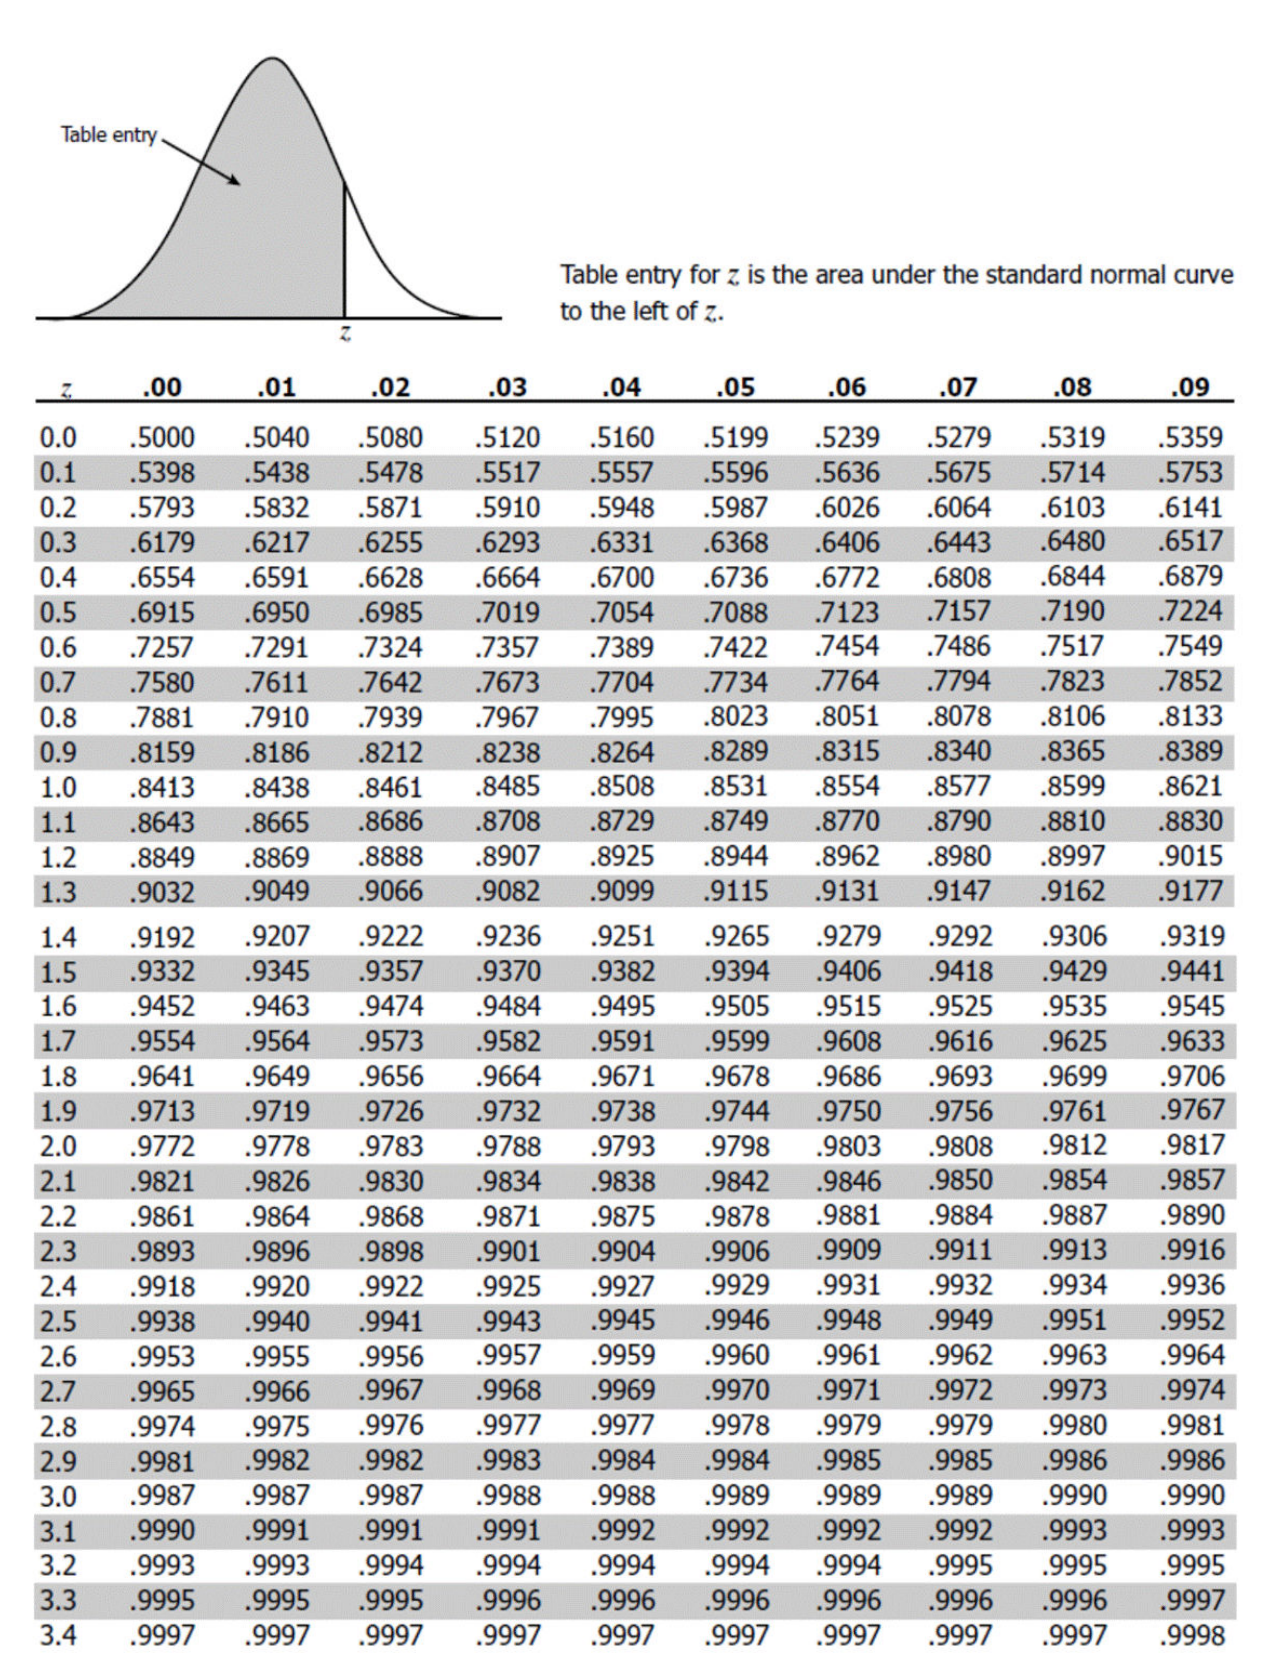 Table entry
Table entry for z is the area under the standard normal curve
to the left of z.
z
z .00 .01 .02 .03 .04 .05 .06 .07 .08 .09
0.0 .5000 .5040 .5080 .5120 .5160 .5199 .5239 .5279 .5319 .5359
0.1 .5398 .5438 .5478 .5517 .5557 .5596 .5636 .5675 .5714 .5753
0.2 .5793 .5832 .5871 .5910 .5948 .5987 .6026 .6064 .6103 .6141
0.3 .6179 .6217 .6255 .6293 .6331 .6368 .6406 .6443 .6480 .6517
0.4 .6554 .6591 .6628 .6664 .6700 .6736 .6772 .6808 .6844 .6879
0.5 .6915 .6950 .6985 .7019 .7054 .7088 .7123 .7157 .7190 .7224
0.6 .7257 .7291 .7324 .7357 .7389 .7422 .7454 .7486 .7517 .7549
0.7 .7580 .7611 .7642 .7673 .7704 .7734 .7764 .7794 .7823 .7852
0.8 .7881 .7910 .7939 .7967 .7995 .8023 .8051 .8078 .8106 .8133
0.9 .8159 .8186 .8212 .8238 .8264 .8289 .8315 .8340 .8365 .8389
1.0 .8413 .8438 .8461 .8485 .8508 .8531 .8554 .8577 .8599 .8621
1.1 .8643 .8665 .8686 .8708 .8729 .8749 .8770 .8790 .8810 .8830
1.2 .8849 .8869 .8888 .8907 .8925 .8944 .8962 .8980 .8997 .9015
1.3 .9032 .9049 .9066 .9082 .9099 .9115 .9131 .9147 .9162 .9177
1.4 .9192 .9207 .9222 .9236 .9251 .9265 .9279 .9292 .9306 .9319
1.5 .9332 .9345 .9357 .9370 .9382 .9394 .9406 .9418 .9429 .9441
1.6 .9452 .9463 .9474 .9484 .9495 .9505 .9515 .9525 .9535 .9545
1.7 .9554 .9564 .9573 .9582 .9591 .9599 .9608 .9616 .9625 .9633
1.8 .9641 .9649 .9656 .9664 .9671 .9678 .9686 .9693 .9699 .9706
1.9 .9713 .9719 .9726 .9732 .9738 .9744 .9750 .9756 .9761 .9767
2.0 .9772 .9778 .9783 .9788 .9793 .9798 .9803 .9808 .9812 .9817
2.1 .9821 .9826 .9830 .9834 .9838 .9842 .9846 .9850 .9854 .9857
2.2 .9861 .9864 .9868 .9871 .9875 .9878 .9881 .9884 .9887 .9890
2.3 .9893 .9896 .9898 .9901 .9904 .9906 .9909 .9911 .9913 .9916
2.4 .9918 .9920 .9922 .9925 .9927 .9929 .9931 .9932 .9934 .9936
2.5 .9938 .9940 .9941 .9943 .9945 .9946 .9948 .9949 .9951 .9952
2.6 .9953 .9955 .9956 .9957 .9959 .9960 .9961 .9962 .9963 .9964
2.7 .9965 .9966 .9967 .9968 .9969 .9970 .9971 .9972 .9973 .9974
2.8 .9974 .9975 .9976 .9977 .9977 .9978 .9979 .9979 .9980 .9981
2.9 .9981 .9982 .9982 .9983 .9984 .9984 .9985 .9985 .9986 .9986
3.0 .9987 .9987 .9987 .9988 .9988 .9989 .9989 .9989 .9990 .9990
3.1 .9990 .9991 .9991 .9991 .9992 .9992 .9992 .9992 .9993 .9993
3.2 .9993 .9993 .9994 .9994 .9994 .9994 .9994 .9995 .9995 .9995
3.3 .9995 .9995 .9995 .9996 .9996 .9996 .9996 .9996 .9996 .9997
3.4 .9997 .9997 .9997 .9997 .9997 .9997 .9997 .9997 .9997 .9998